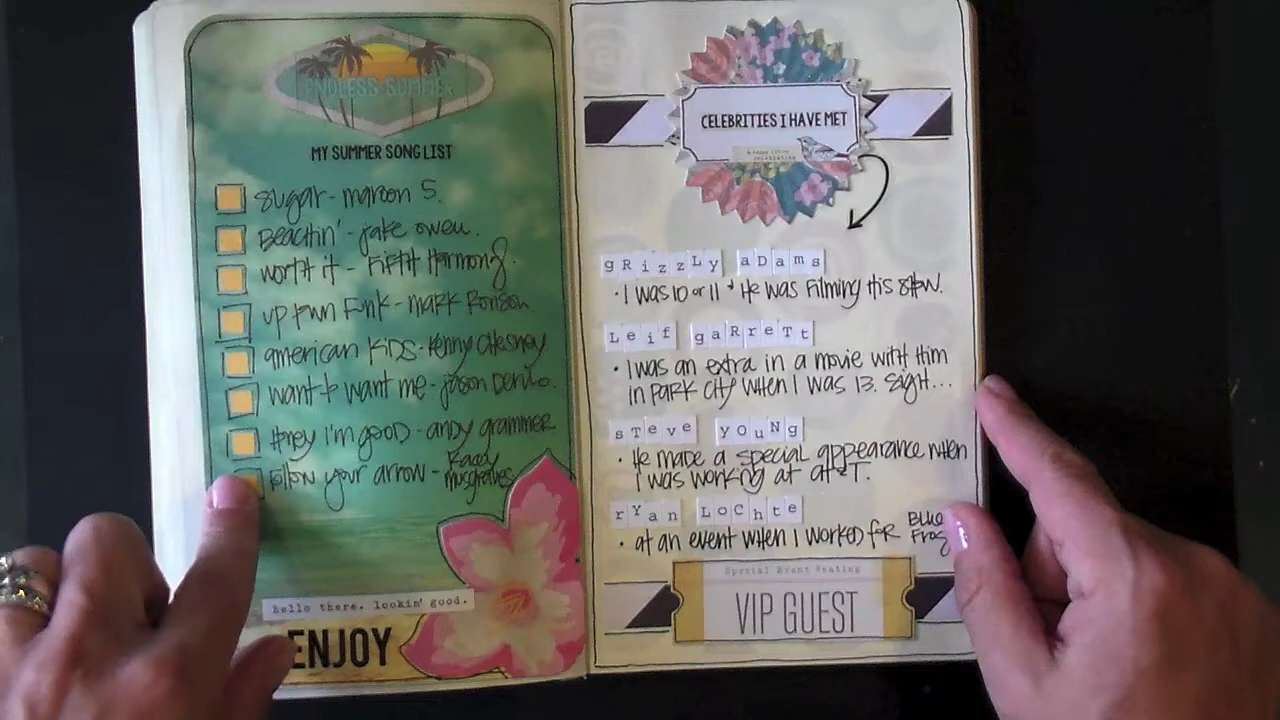 ENDLESS SUMMER
MY SUMMER SONG LIST
sugar - maroon 5.
Beachin' - jake owen.
worth it - Fifth Harmony.
uptown Funk - mark Ronson.
american kids - kenny chesney
want to want me - jason Derulo.
Honey I'm good - andy grammer
Follow your arrow - Kacey
musgraves
hello there. lookin' good.
ENJOY
CELEBRITIES I HAVE MET
gRizzLy aDams
• I was 10 or 11 + He was Filming His show.
Leif gaRreTt
• I was an extra in a movie with Him
in Park City when I was 13. Sigh...
sTeve yOuNg
• He made a special appearance when
I was working at at+T.
rYan LOchte
• at an event when I worked for Blue
Frog
Special Event Seating
VIP GUEST